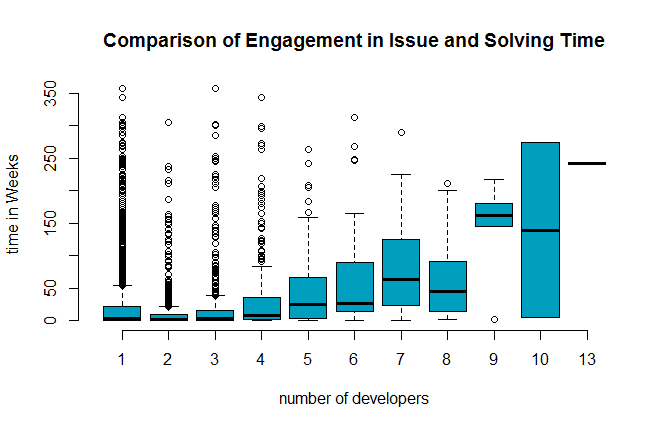 Comparison of Engagement in Issue and Solving Time
time in Weeks
350
250
150
50
0
1 2 3 4 5 6 7 8 9 10 13
number of developers